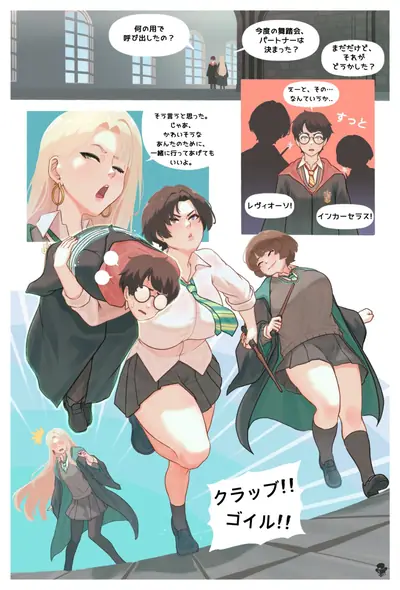 何の用で
呼び出したの？
今度の舞踏会、
パートナーは
決まった？
まだだけど、
それが
どうかした？
そう言うと思った。
じゃあ、
かわいそうな
あんたのために、
一緒に行ってあげても
いいよ。
えーと、その…
なんていうか…
ずっと
レヴィオーソ!
インカーセラス!
クラッブ!!
ゴイル!!